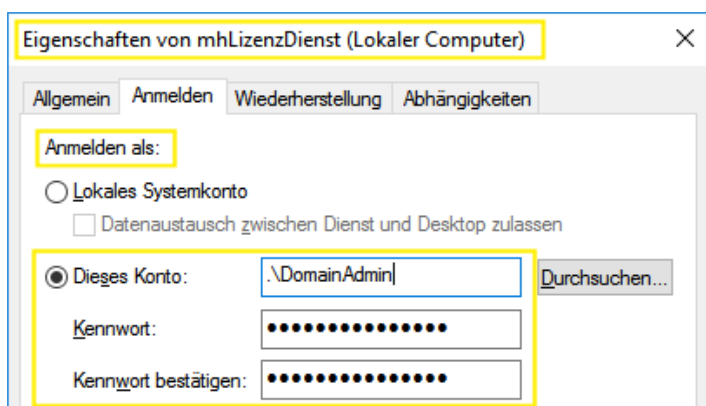 Eigenschaften von mhLizenzDienst (Lokaler Computer)
Allgemein Anmelden Wiederherstellung Abhängigkeiten
Anmelden als:
Lokales Systemkonto
Datenaustausch zwischen Dienst und Desktop zulassen
Dieses Konto: .\DomainAdmin Durchsuchen...
Kennwort: ●●●●●●●●●●●●●●●
Kennwort bestätigen: ●●●●●●●●●●●●●●●